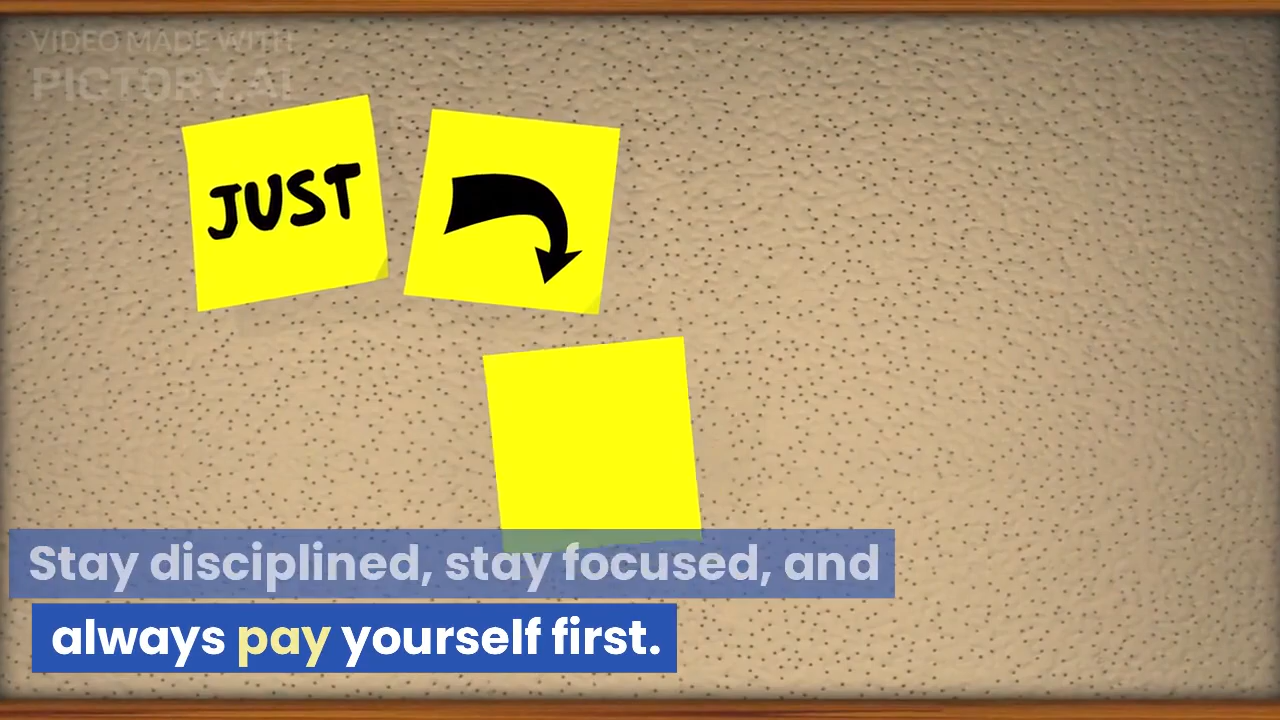 VIDEO MADE WITH
PICTORY.AI
JUST
Stay disciplined, stay focused, and
always pay yourself first.